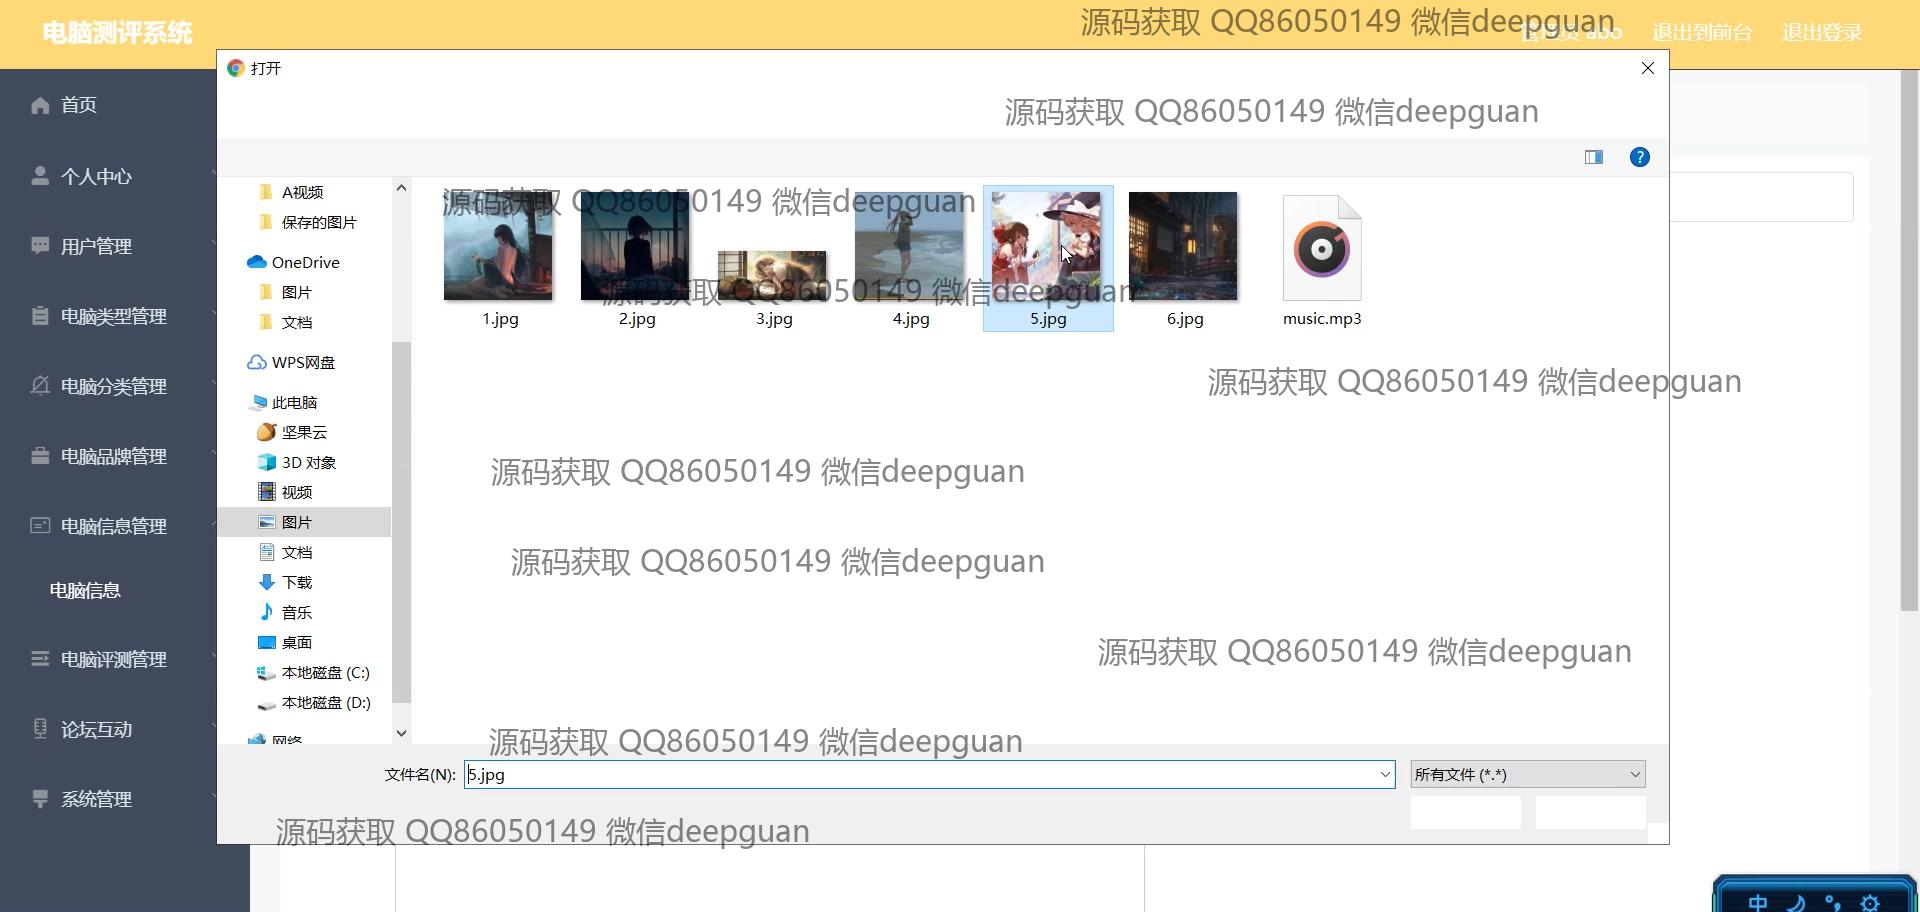 源码获取 QQ86050149 微信deepguan
电脑测评系统
管理员 abo
退出到前台
退出登录
打开
源码获取 QQ86050149 微信deepguan
首页
个人中心
用户管理
电脑类型管理
电脑分类管理
电脑品牌管理
电脑信息管理
电脑信息
电脑评测管理
论坛互动
系统管理
A视频
保存的图片
OneDrive
图片
文档
WPS网盘
此电脑
坚果云
3D 对象
视频
图片
文档
下载
音乐
桌面
本地磁盘 (C:)
本地磁盘 (D:)
网络
源码获取 QQ86050149 微信deepguan
源码获取 QQ86050149 微信deepguan
1.jpg
2.jpg
3.jpg
4.jpg
5.jpg
6.jpg
music.mp3
源码获取 QQ86050149 微信deepguan
源码获取 QQ86050149 微信deepguan
源码获取 QQ86050149 微信deepguan
源码获取 QQ86050149 微信deepguan
源码获取 QQ86050149 微信deepguan
文件名(N):
5.jpg
所有文件 (*.*)
源码获取 QQ86050149 微信deepguan
中